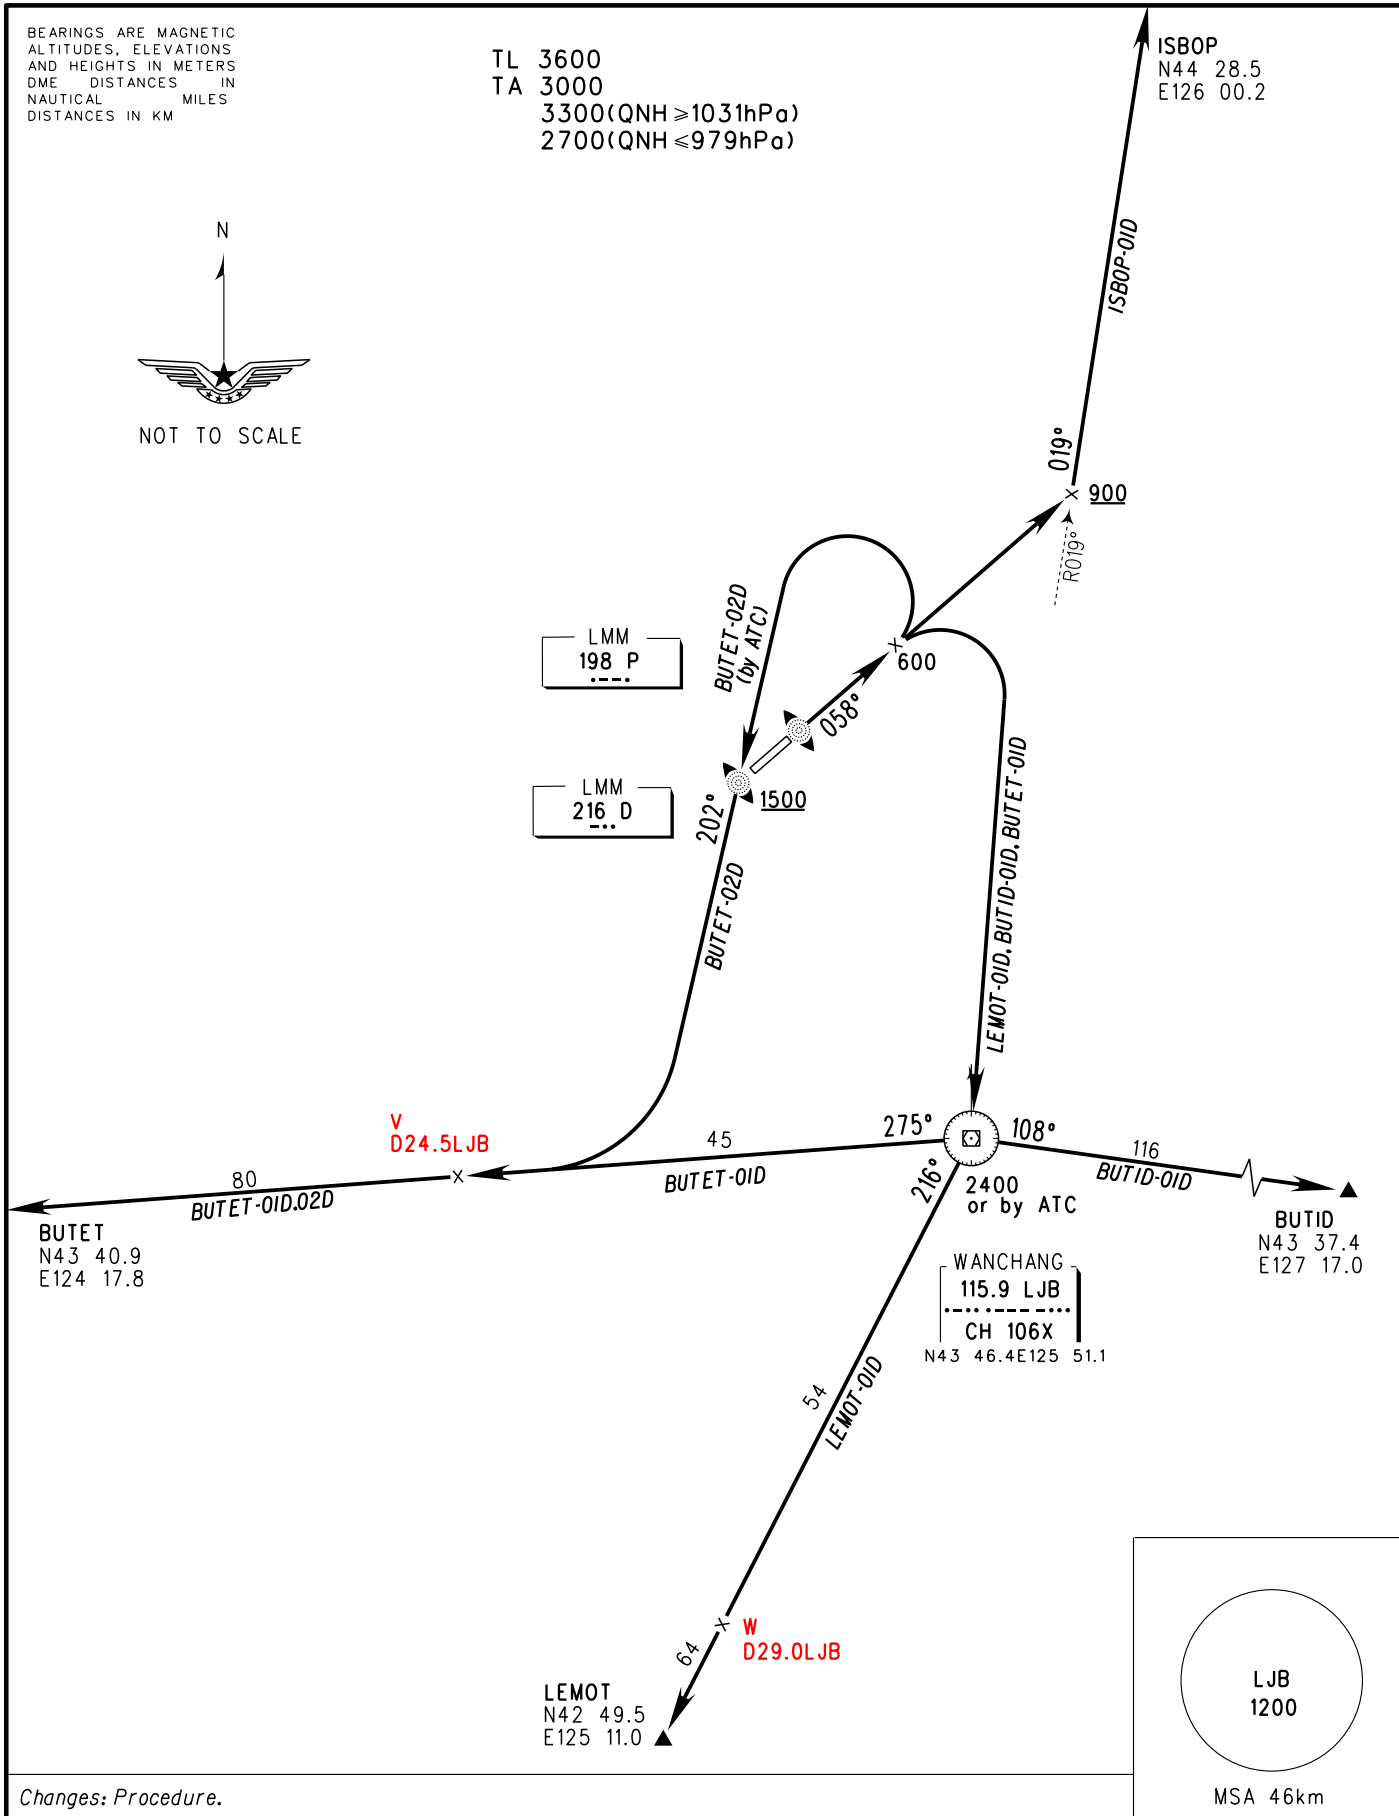 BEARINGS ARE MAGNETIC
ALTITUDES, ELEVATIONS
AND HEIGHTS IN METERS
DME DISTANCES IN
NAUTICAL MILES
DISTANCES IN KM
TL 3600
TA 3000
3300(QNH ≥1031hPa)
2700(QNH ≤979hPa)
ISBOP
N44 28.5
E126 00.2
N
NOT TO SCALE
ISBOP-01D
019°
900
R019°
BUTET-02D
(by ATC)
LMM
198 P
600
058°
LMM
216 D
1500
202°
BUTET-02D
LEMOT-01D,BUTID-01D,BUTET-01D
V
D24.5LJB
45
275°
108°
116
BUTET-01D
BUTID-01D
216°
2400
or by ATC
80
BUTET-01D.02D
BUTET
N43 40.9
E124 17.8
BUTID
N43 37.4
E127 17.0
WANCHANG
115.9 LJB
CH 106X
N43 46.4E125 51.1
54
LEMOT-01D
W
D29.0LJB
64
LEMOT
N42 49.5
E125 11.0
LJB
1200
MSA 46km
Changes: Procedure.